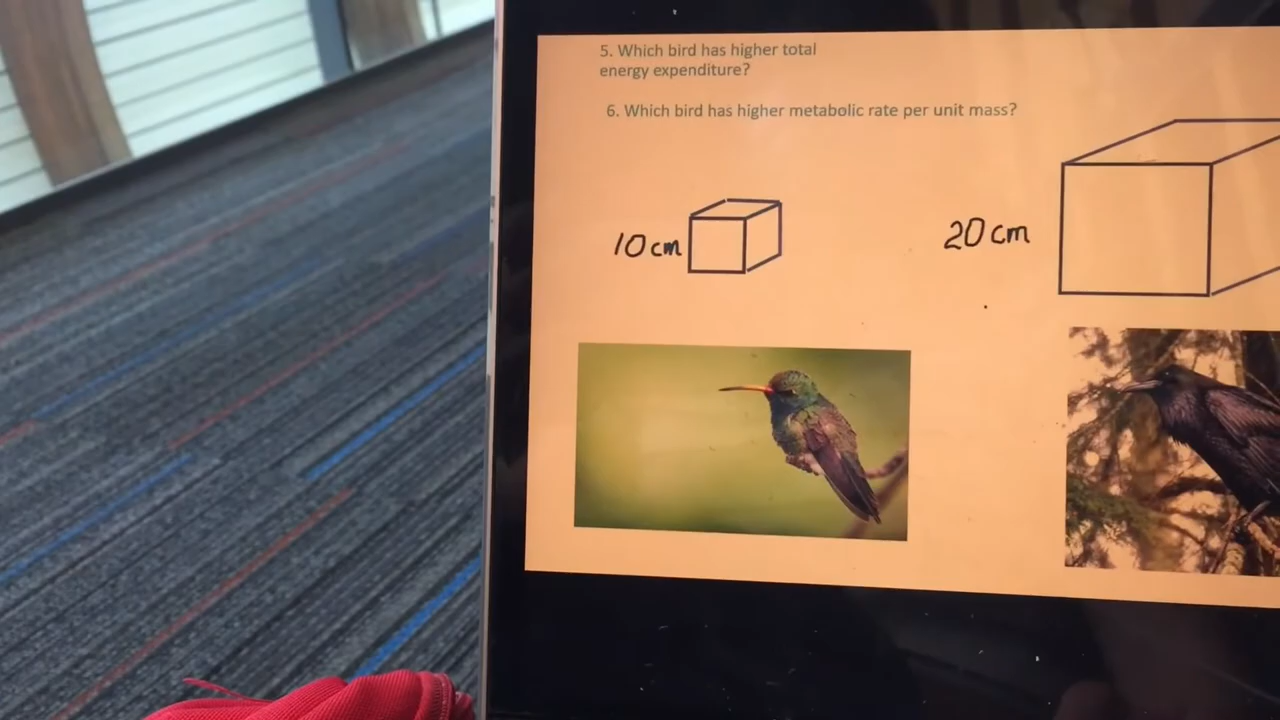 5. Which bird has higher total
energy expenditure?
6. Which bird has higher metabolic rate per unit mass?
10 cm
20 cm